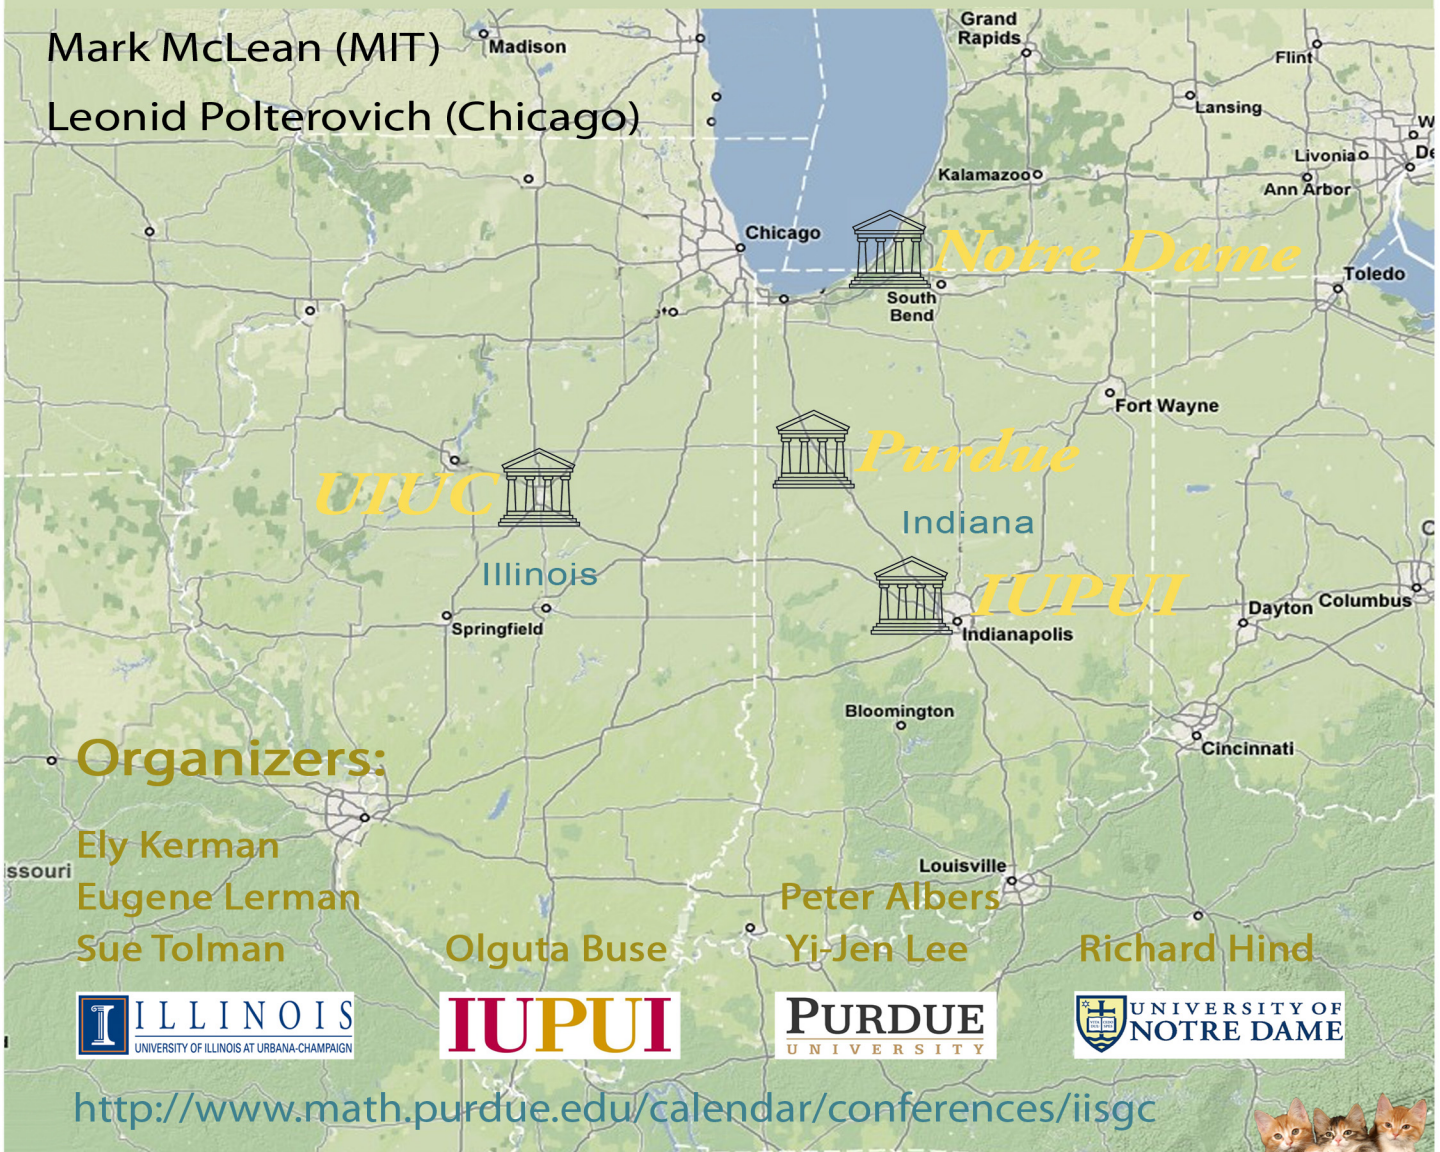 Mark McLean (MIT)
Leonid Polterovich (Chicago)
Madison
Grand
Rapids
Flint
Lansing
Livonia
Ann Arbor
Kalamazoo
Chicago
Notre Dame
South
Bend
Toledo
Fort Wayne
Purdue
UIUC
Indiana
Illinois
IUPUI
Springfield
Indianapolis
Dayton
Columbus
Bloomington
Cincinnati
Organizers:
Ely Kerman
Eugene Lerman
Sue Tolman
ssouri
Louisville
Peter Albers
Olguta Buse
Yi-Jen Lee
Richard Hind
ILLINOIS
UNIVERSITY OF ILLINOIS AT URBANA-CHAMPAIGN
IUPUI
PURDUE
UNIVERSITY
UNIVERSITY OF
NOTRE DAME
http://www.math.purdue.edu/calendar/conferences/iisgc